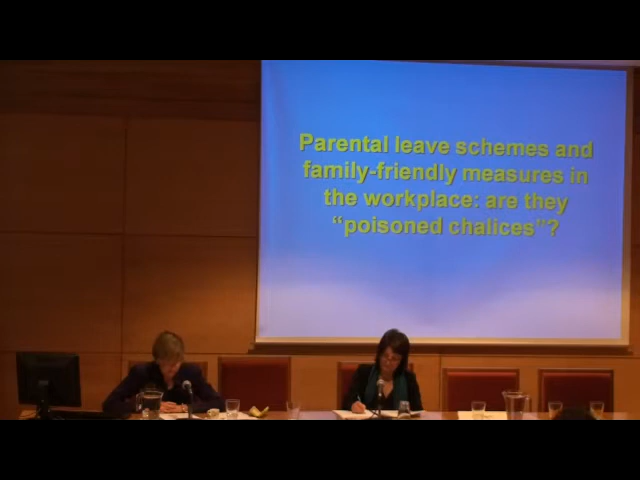 Parental leave schemes and
family-friendly measures in
the workplace: are they
“poisoned chalices”?